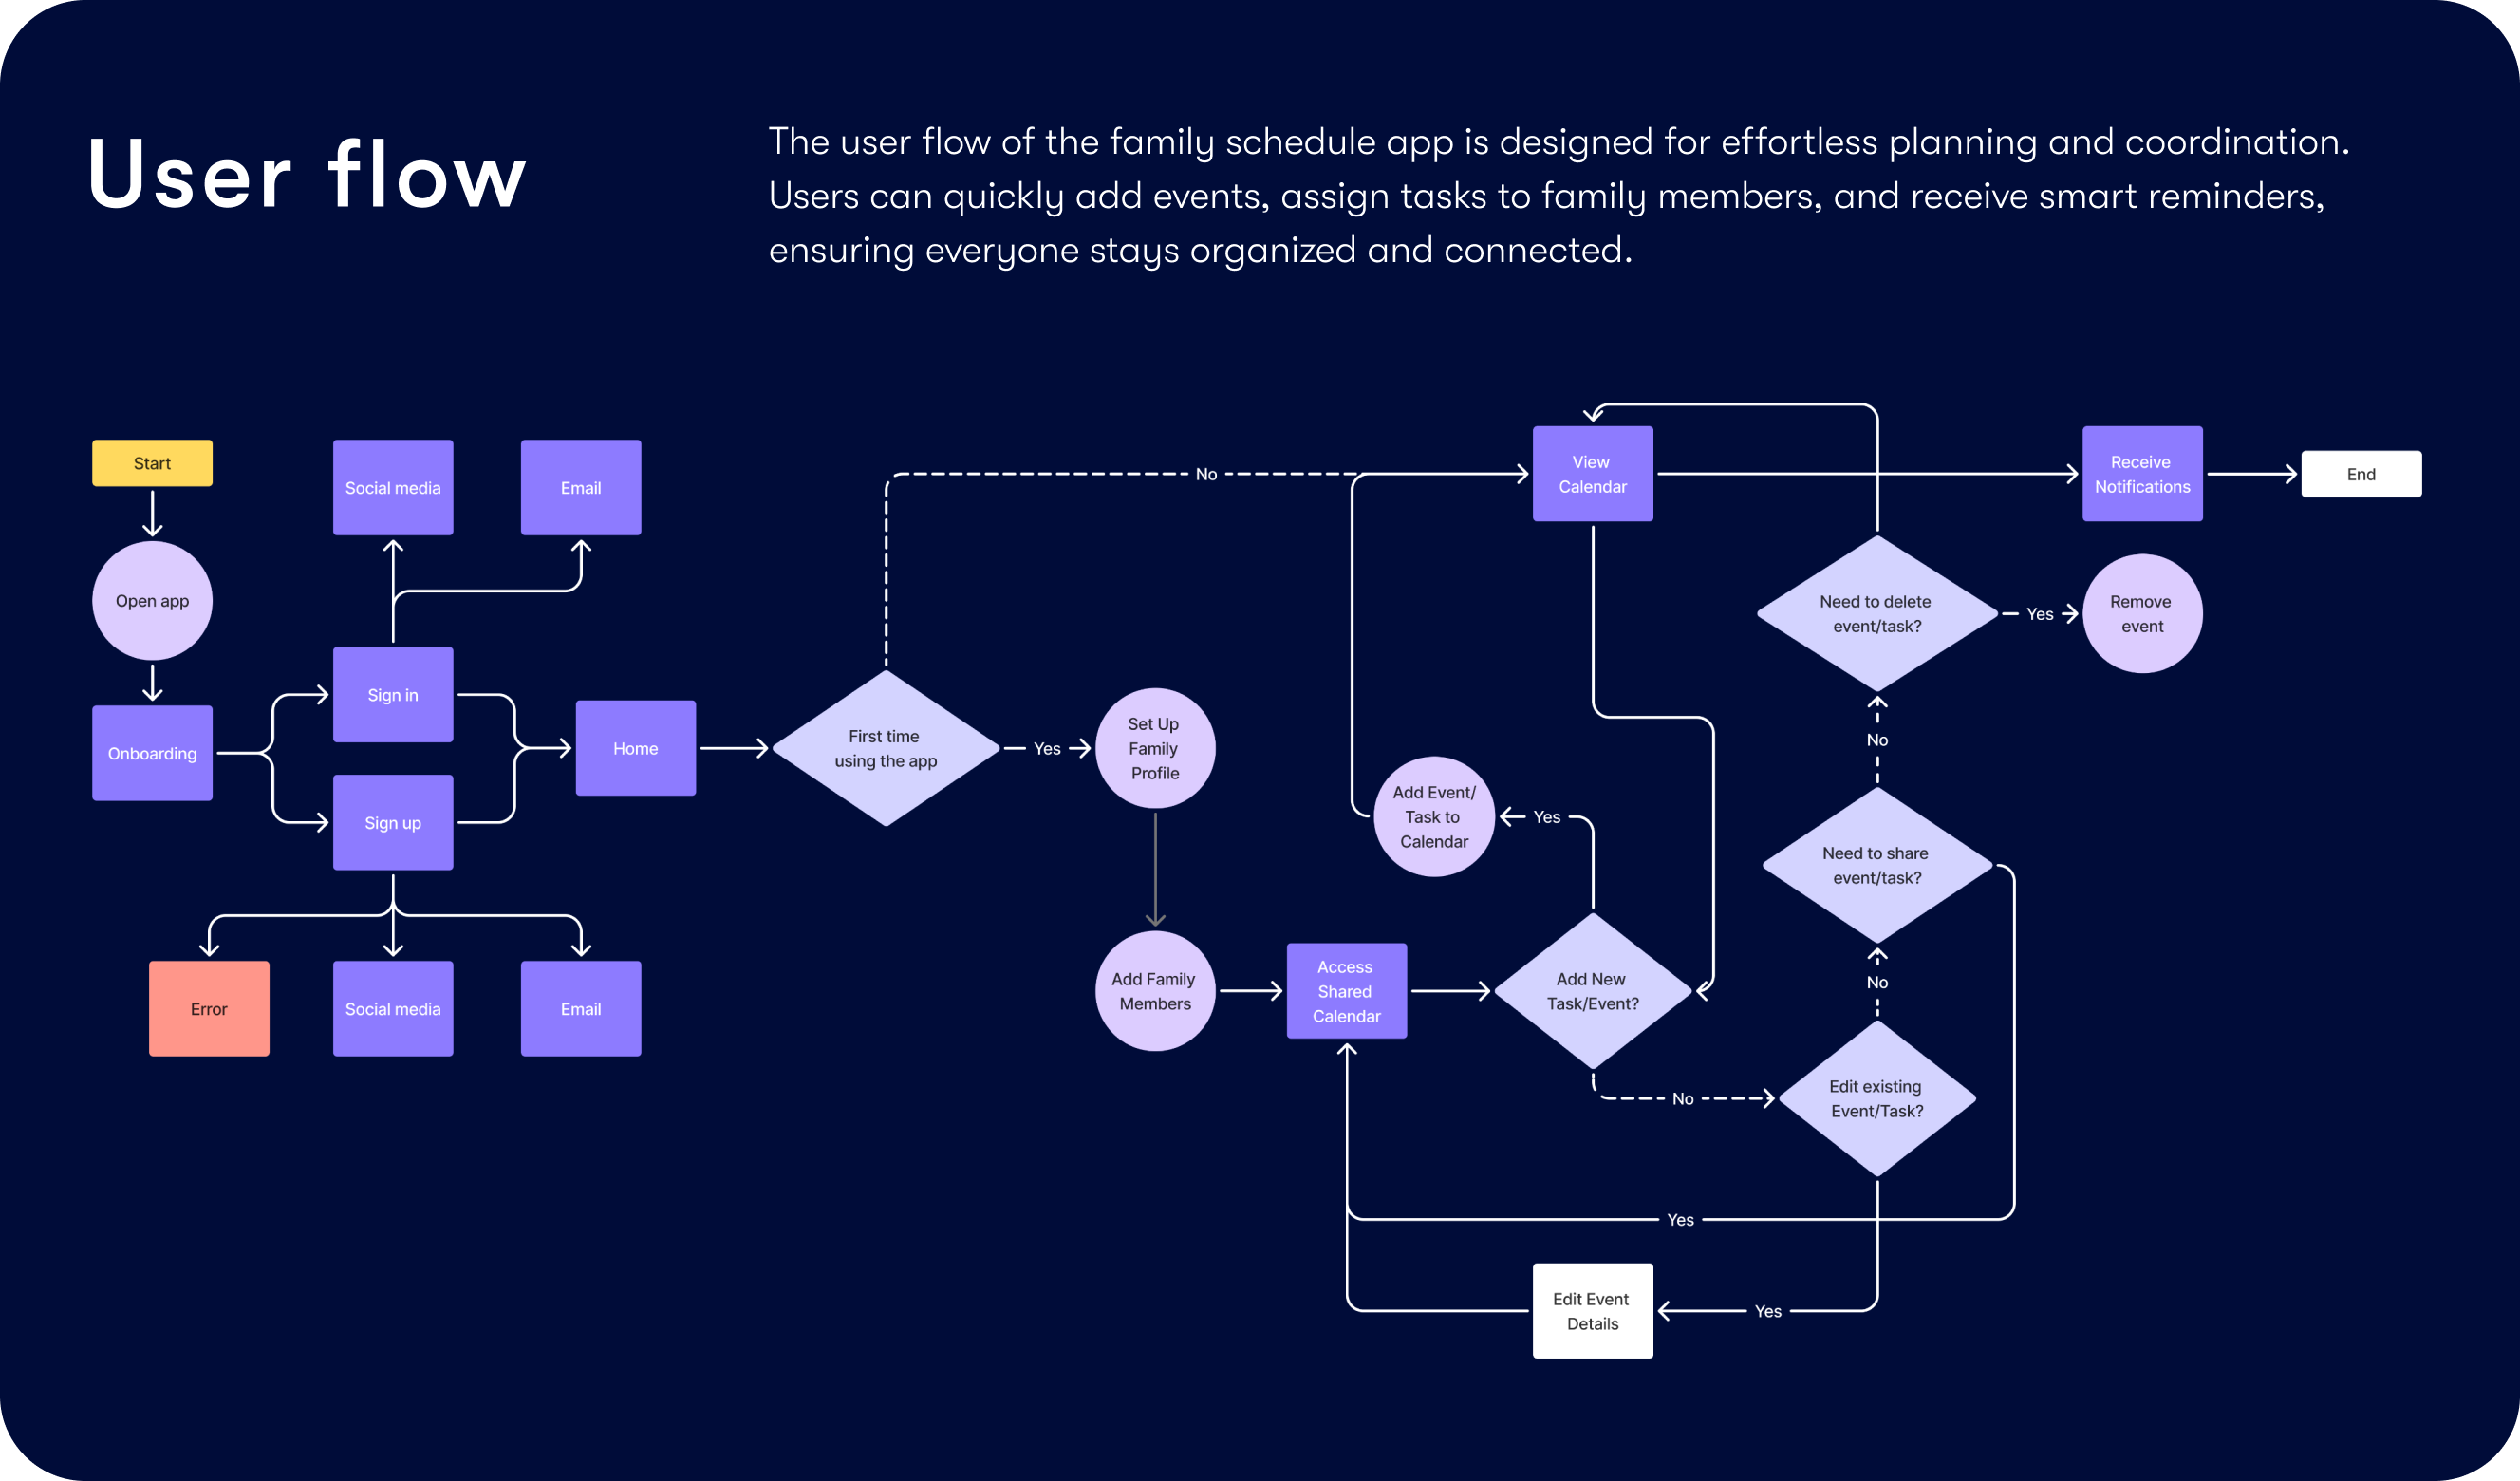 User flow
The user flow of the family schedule app is designed for effortless planning and coordination.
Users can quickly add events, assign tasks to family members, and receive smart reminders,
ensuring everyone stays organized and connected.
Start
Open app
Onboarding
Social media
Email
Sign in
Sign up
Error
Social media
Email
Home
First time
using the app
No
Yes
Set Up
Family
Profile
Add Family
Members
Access
Shared
Calendar
Add New
Task/Event?
Yes
Add Event/
Task to
Calendar
View
Calendar
No
Edit existing
Event/Task?
No
Need to share
event/task?
No
Need to delete
event/task?
Yes
Remove
event
Receive
Notifications
End
Yes
Yes
Edit Event
Details